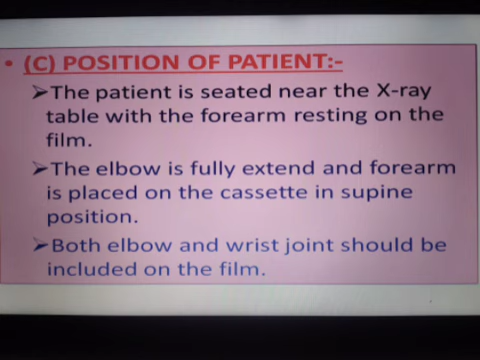 • (C) POSITION OF PATIENT:-
➤The patient is seated near the X-ray
table with the forearm resting on the
film.
➤The elbow is fully extend and forearm
is placed on the cassette in supine
position.
➤Both elbow and wrist joint should be
included on the film.